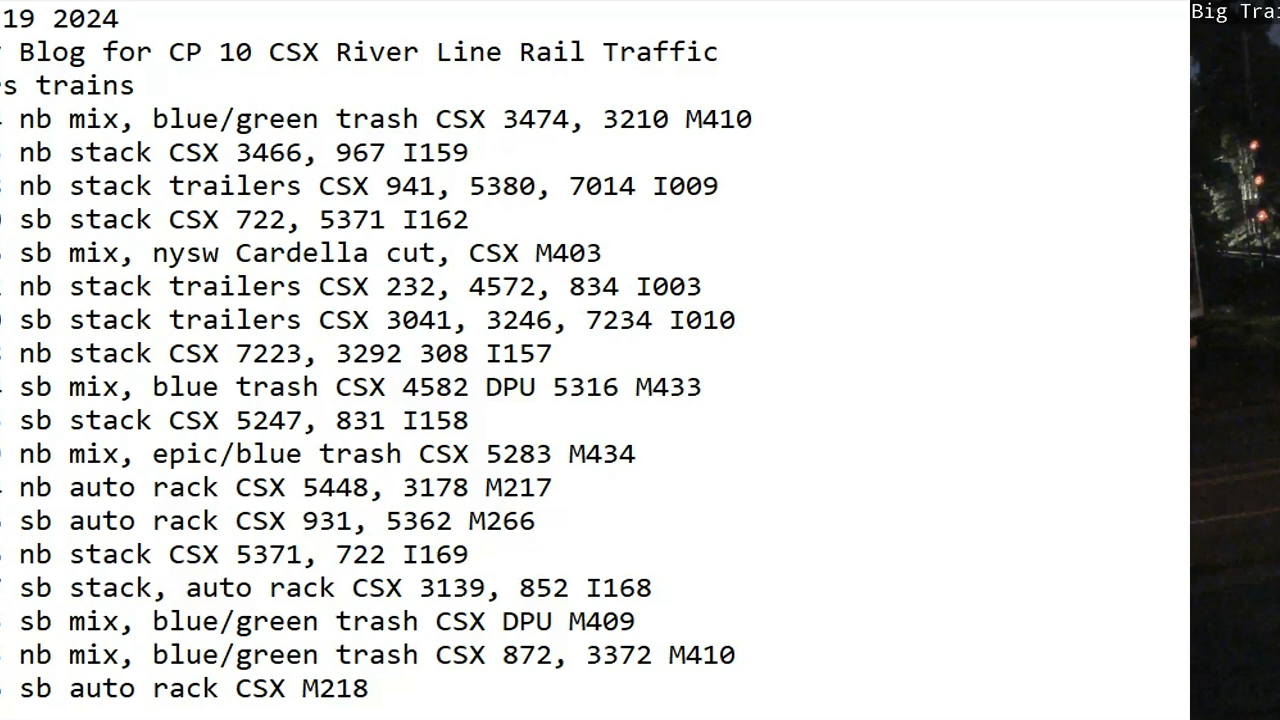 19 2024
Blog for CP 10 CSX River Line Rail Traffic
trains
nb mix, blue/green trash CSX 3474, 3210 M410
nb stack CSX 3466, 967 I159
nb stack trailers CSX 941, 5380, 7014 I009
sb stack CSX 722, 5371 I162
sb mix, nysw Cardella cut, CSX M403
nb stack trailers CSX 232, 4572, 834 I003
sb stack trailers CSX 3041, 3246, 7234 I010
nb stack CSX 7223, 3292 308 I157
sb mix, blue trash CSX 4582 DPU 5316 M433
sb stack CSX 5247, 831 I158
nb mix, epic/blue trash CSX 5283 M434
nb auto rack CSX 5448, 3178 M217
sb auto rack CSX 931, 5362 M266
nb stack CSX 5371, 722 I169
sb stack, auto rack CSX 3139, 852 I168
sb mix, blue/green trash CSX DPU M409
nb mix, blue/green trash CSX 872, 3372 M410
sb auto rack CSX M218
Big